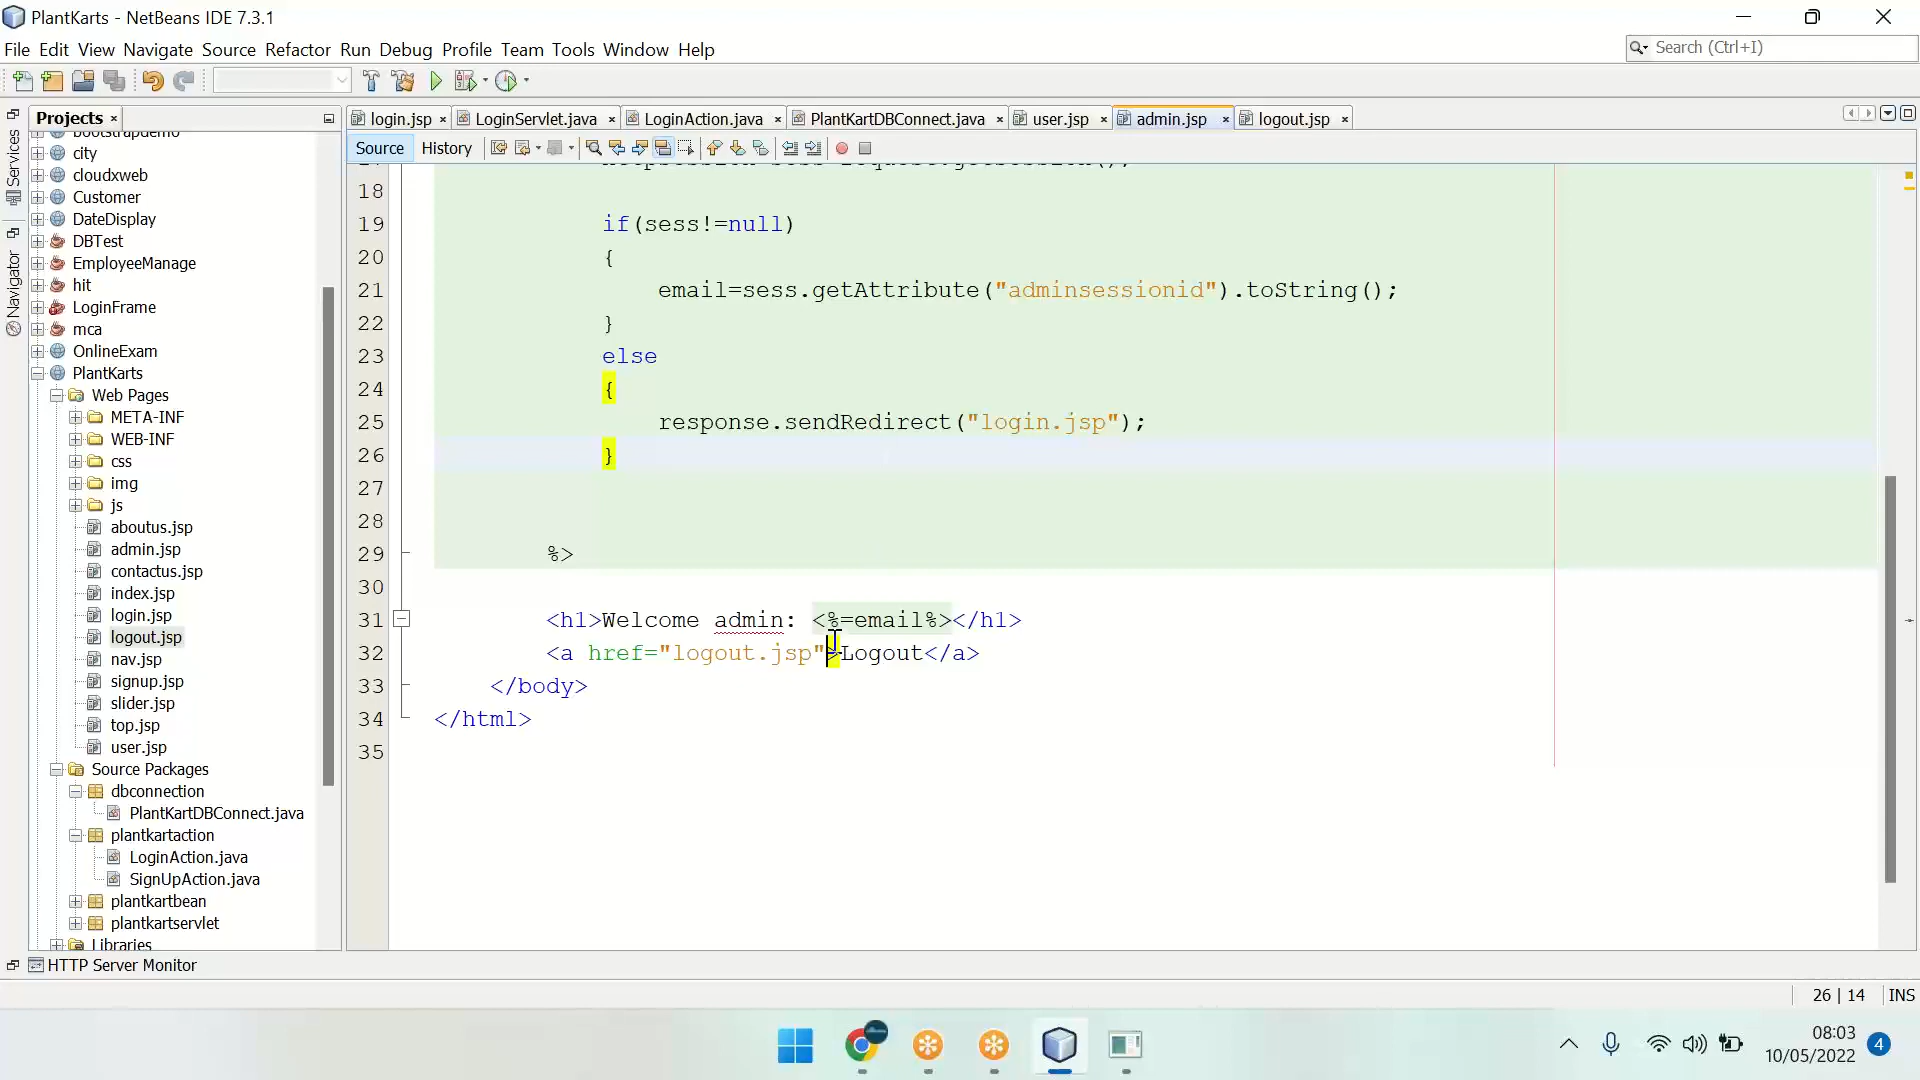 PlantKarts - NetBeans IDE 7.3.1
File Edit View Navigate Source Refactor Run Debug Profile Team Tools Window Help
Search (Ctrl+I)
Projects
login.jsp LoginServlet.java LoginAction.java PlantKartDBConnect.java user.jsp admin.jsp logout.jsp
Source History
Services
Navigator
city
cloudxweb
Customer
DateDisplay
DBTest
EmployeeManage
hit
LoginFrame
mca
OnlineExam
PlantKarts
Web Pages
META-INF
WEB-INF
css
img
js
aboutus.jsp
admin.jsp
contactus.jsp
index.jsp
login.jsp
logout.jsp
nav.jsp
signup.jsp
slider.jsp
top.jsp
user.jsp
Source Packages
dbconnection
PlantKartDBConnect.java
plantkartaction
LoginAction.java
SignUpAction.java
plantkartbean
plantkartservlet
Libraries
18
19 if(sess!=null)
20 {
21 email=sess.getAttribute("adminsessionid").toString();
22 }
23 else
24 {
25 response.sendRedirect("login.jsp");
26 }
27
28
29 %>
30
31 <h1>Welcome admin: <%=email%></h1>
32 <a href="logout.jsp">Logout</a>
33 </body>
34 </html>
35
HTTP Server Monitor
26 | 14 INS
08:03
10/05/2022
4